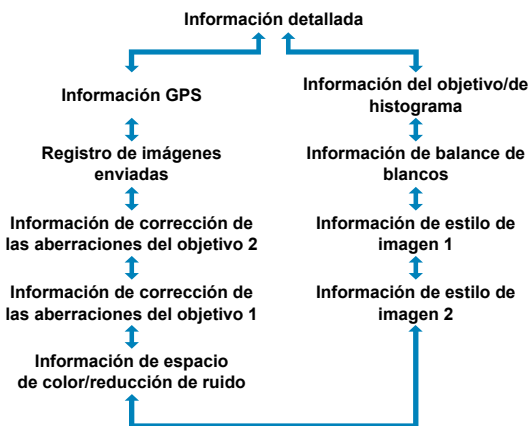 Información detallada
Información GPS
Registro de imágenes
enviadas
Información de corrección de
las aberraciones del objetivo 2
Información de corrección de
las aberraciones del objetivo 1
Información de espacio
de color/reducción de ruido
Información del objetivo/de
histograma
Información de balance de
blancos
Información de estilo de
imagen 1
Información de estilo de
imagen 2